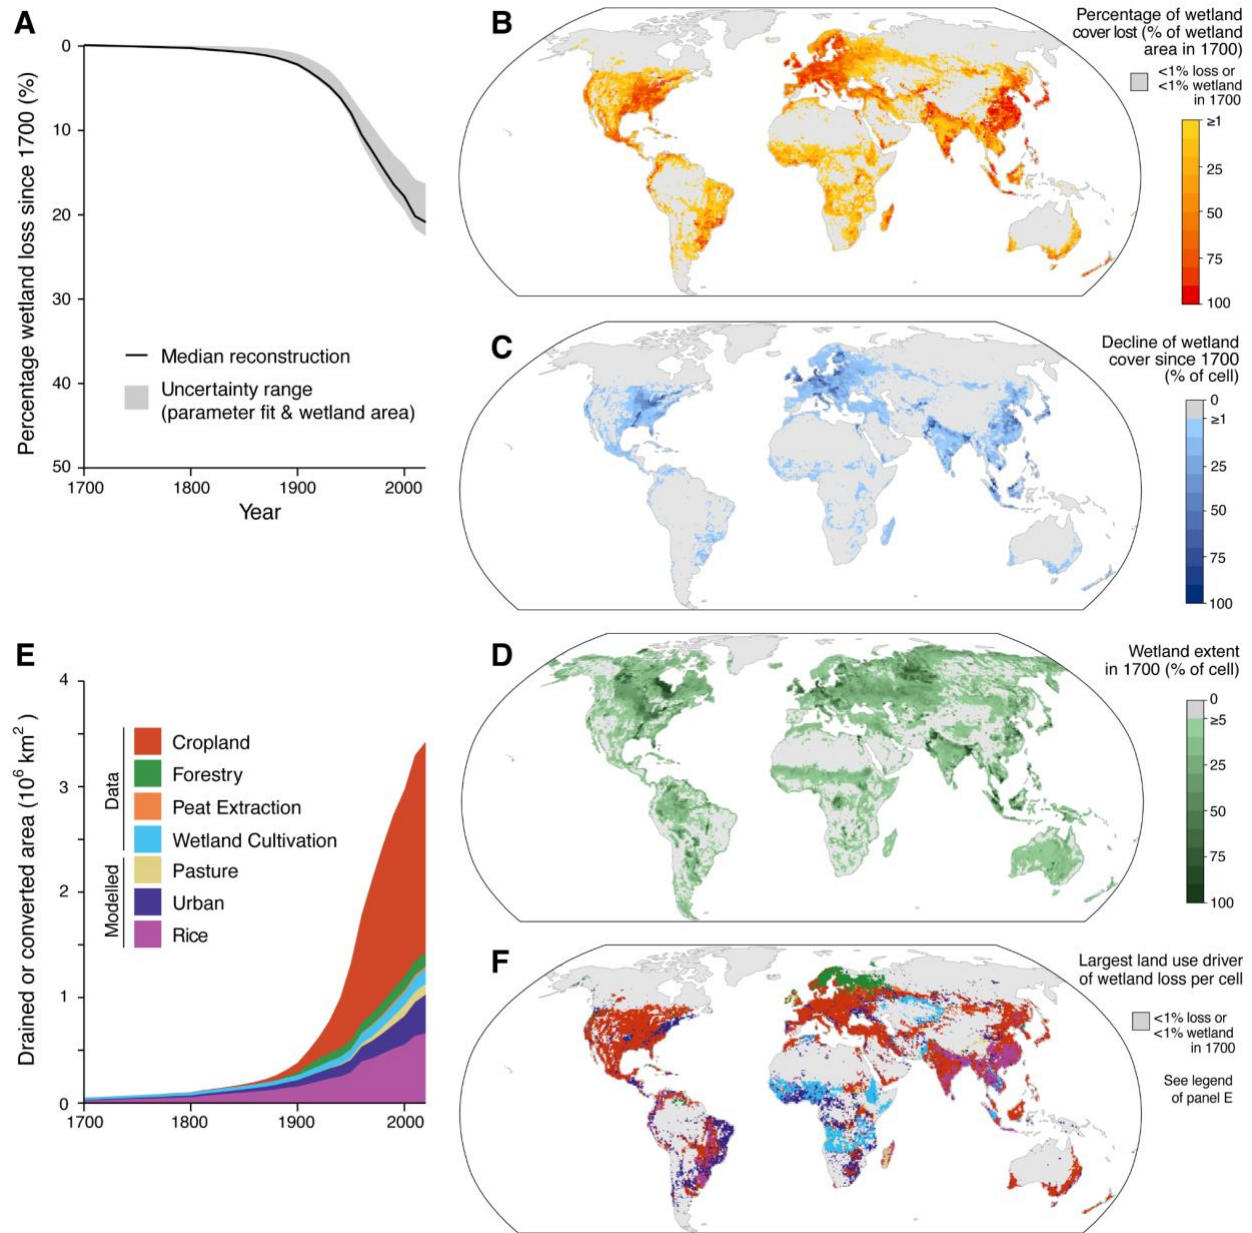 A
0
10
20
30
40
50
Percentage wetland loss since 1700 (%)
Median reconstruction
Uncertainty range
(parameter fit & wetland area)
1700
1800
1900
2000
Year
B
Percentage of wetland
cover lost (% of wetland
area in 1700)
<1% loss or
<1% wetland
in 1700
≥1
25
50
75
100
C
Decline of wetland
cover since 1700
(% of cell)
0
≥1
25
50
75
100
D
Wetland extent
in 1700 (% of cell)
0
≥5
25
50
75
100
E
4
3
2
1
0
Drained or converted area (10⁶ km²)
Data
Cropland
Forestry
Peat Extraction
Wetland Cultivation
Modelled
Pasture
Urban
Rice
1700
1800
1900
2000
F
Largest land use driver
of wetland loss per cell
<1% loss or
<1% wetland
in 1700
See legend
of panel E